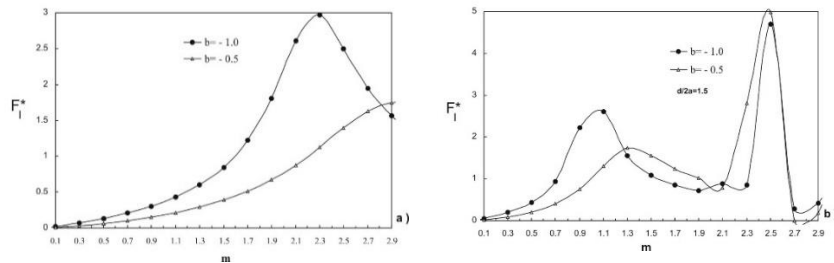 3
2.5
2
1.5
1
0.5
0
F_I^*
b= - 1.0
b= - 0.5
a )
0.1 0.3 0.5 0.7 0.9 1.1 1.3 1.5 1.7 1.9 2.1 2.3 2.5 2.7 2.9
m
5
4
3
2
1
0
F_I^*
b= - 1.0
b= - 0.5
d/2a=1.5
b
0.1 0.3 0.5 0.7 0.9 1.1 1.3 1.5 1.7 1.9 2.1 2.3 2.5 2.7 2.9
m